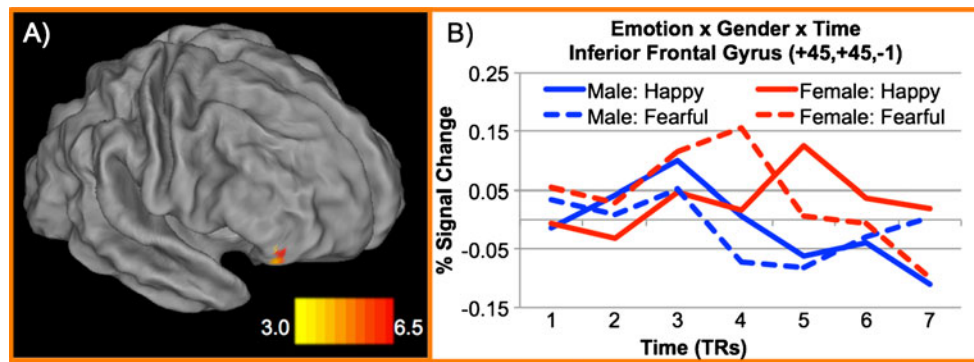 A)
3.0 6.5
B)
Emotion x Gender x Time
Inferior Frontal Gyrus (+45,+45,-1)
% Signal Change
0.25
0.15
0.05
-0.05
-0.15
Male: Happy Female: Happy
Male: Fearful Female: Fearful
1 2 3 4 5 6 7
Time (TRs)